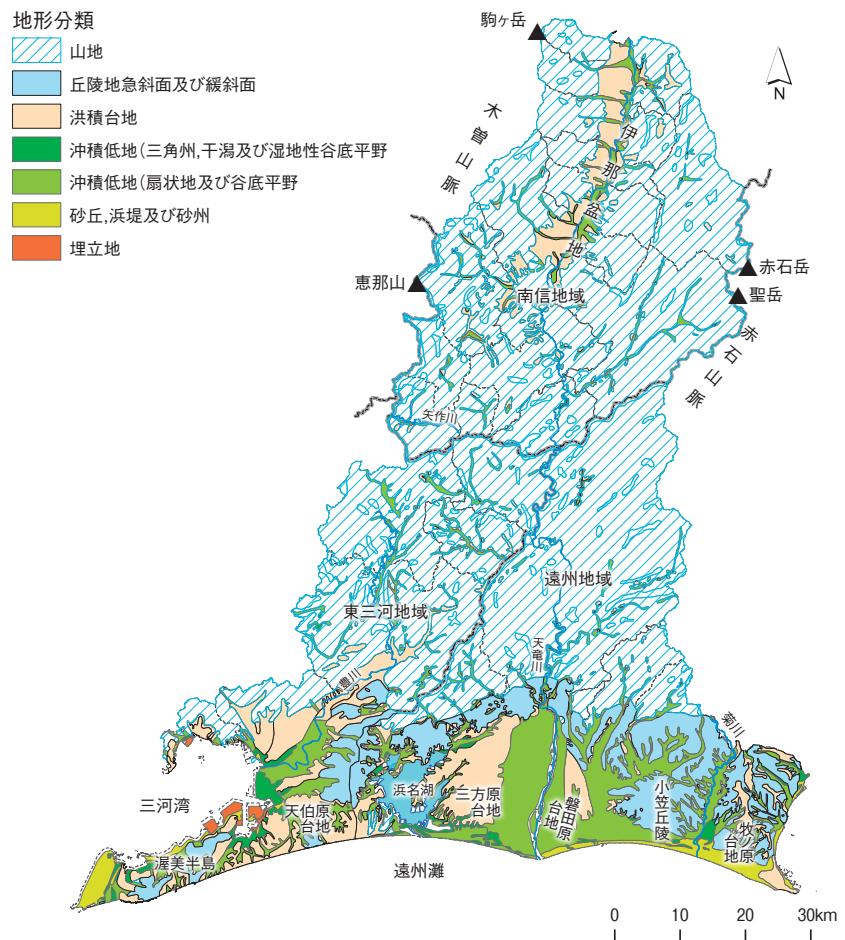 地形分類
山地
丘陵地急斜面及び緩斜面
洪積台地
沖積低地(三角州,干潟及び湿地性谷底平野
沖積低地(扇状地及び谷底平野
砂丘,浜堤及び砂州
埋立地
駒ヶ岳
N
木曽山脈
伊那盆地
恵那山
赤石岳
聖岳
南信地域
赤石山脈
矢作川
遠州地域
東三河地域
天竜川
豊川
菊川
三河湾
浜名湖
三方原
台地
天伯原
台地
磐田原
台地
小笠丘陵
牧ノ原
台地
渥美半島
遠州灘
0 10 20 30km